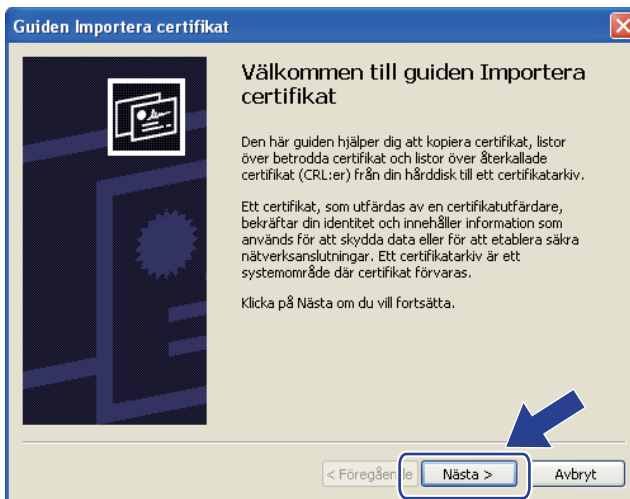 Guiden Importera certifikat
Välkommen till guiden Importera
certifikat
Den här guiden hjälper dig att kopiera certifikat, listor
över betrodda certifikat och listor över återkallade
certifikat (CRL:er) från din hårddisk till ett certifikatarkiv.
Ett certifikat, som utfärdas av en certifikatutfärdare,
bekräftar din identitet och innehåller information som
används för att skydda data eller för att etablera säkra
nätverksanslutningar. Ett certifikatarkiv är ett
systemområde där certifikat förvaras.
Klicka på Nästa om du vill fortsätta.
< Föregående Nästa > Avbryt